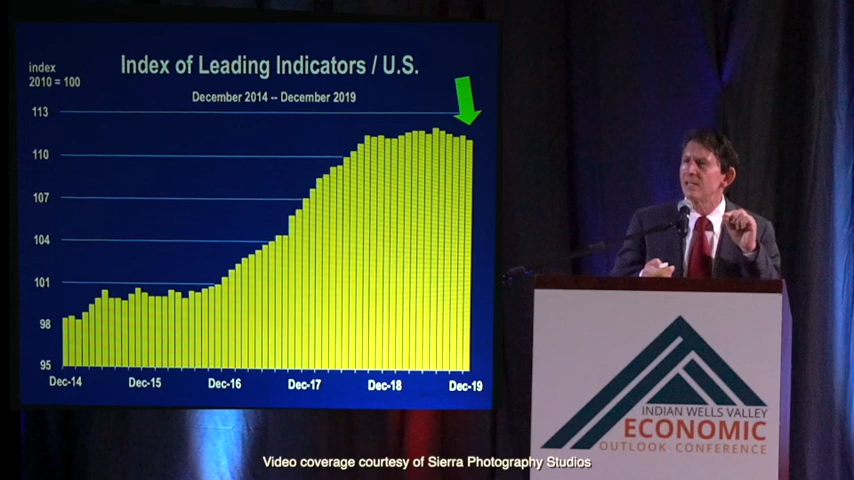 Index of Leading Indicators / U.S.
index
2010 = 100
December 2014 -- December 2019
113
110
107
104
101
98
95
Dec-14 Dec-15 Dec-16 Dec-17 Dec-18 Dec-19
INDIAN WELLS VALLEY
ECONOMIC
OUTLOOK CONFERENCE
Video coverage courtesy of Sierra Photography Studios